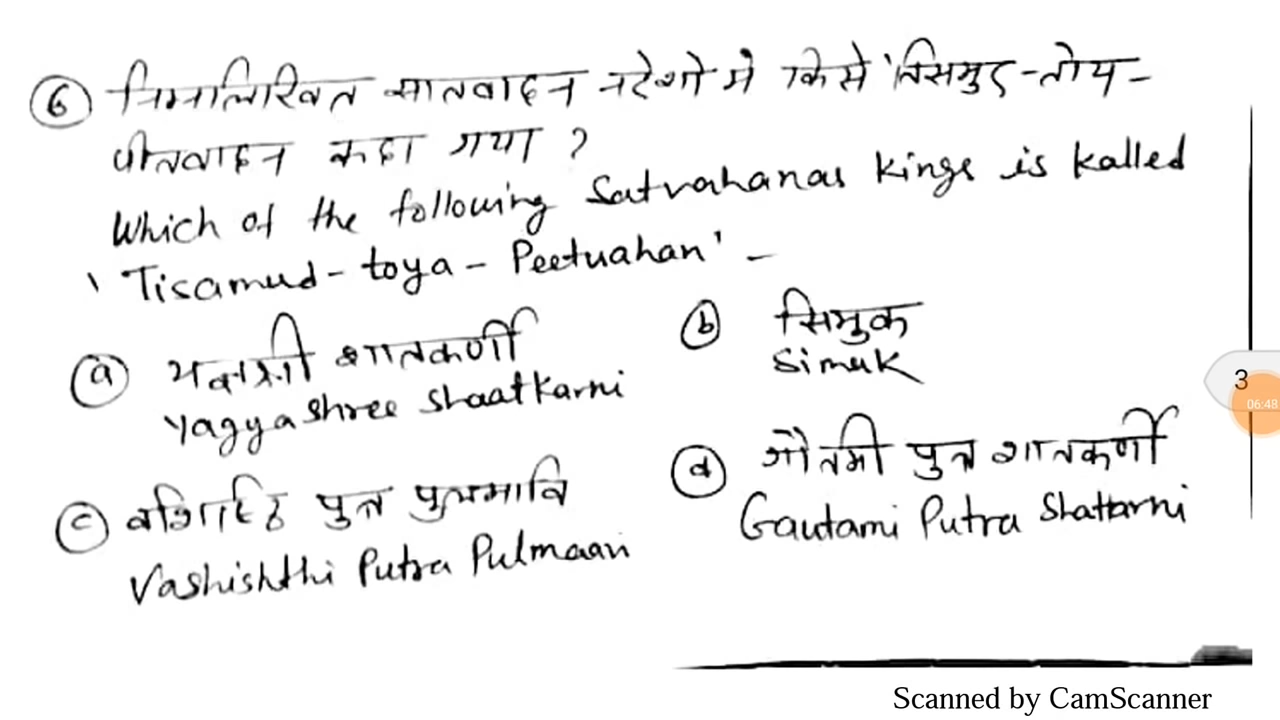 6 निम्नलिखित सातवाहन नरेशो मे किसे 'तिसमुद-तोय-
पीतवाहन कहा गया ?
Which of the following Satvahanas Kings is Kalled
'Tisamud-toya-Peetuahan' -
a यज्ञश्री शातकर्णी
Yagyashree Shaatkarni
b सिमुक
Simuk
c वशिष्ठि पुत्र पुलमावि
Vashishthi Putra Pulmaavi
d गौतमी पुत्र शातकर्णी
Gautami Putra Shatkarni
3
06:48
Scanned by CamScanner